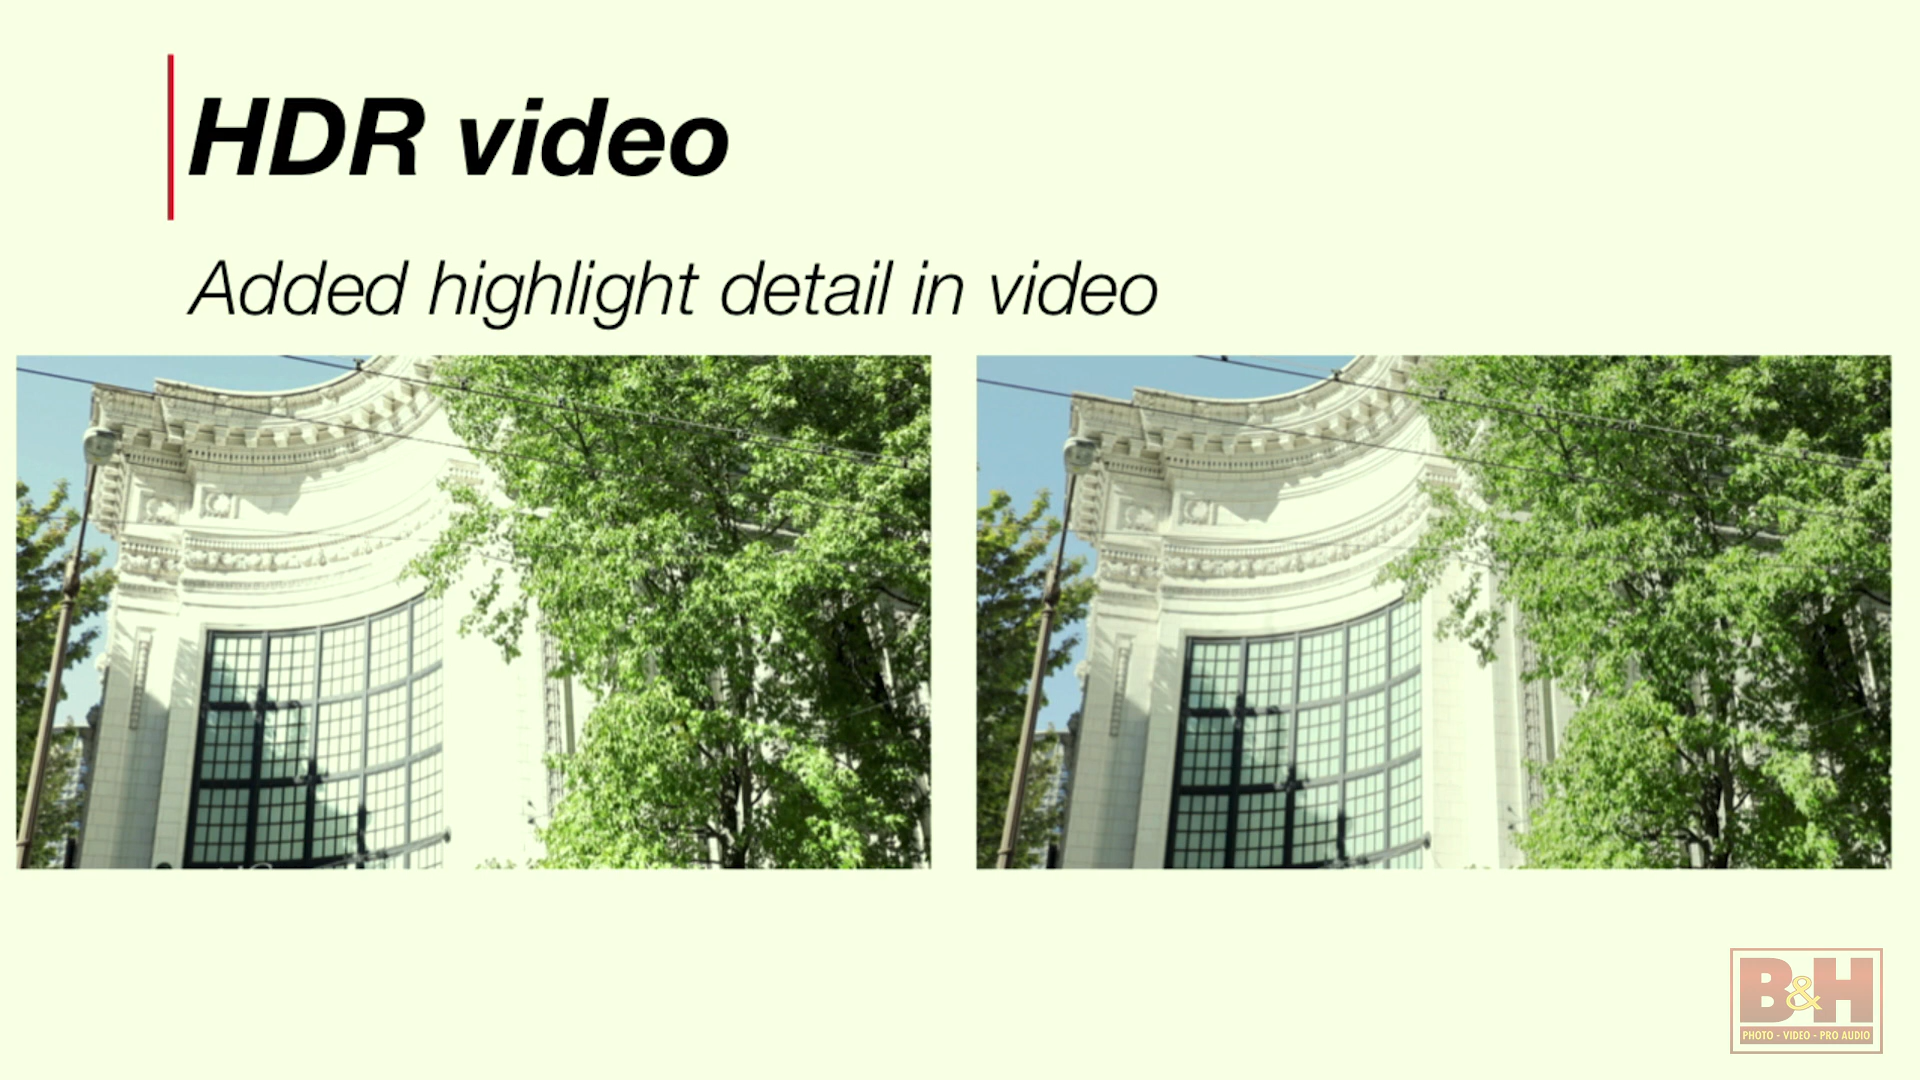 HDR video
Added highlight detail in video
B&H
PHOTO - VIDEO - PRO AUDIO